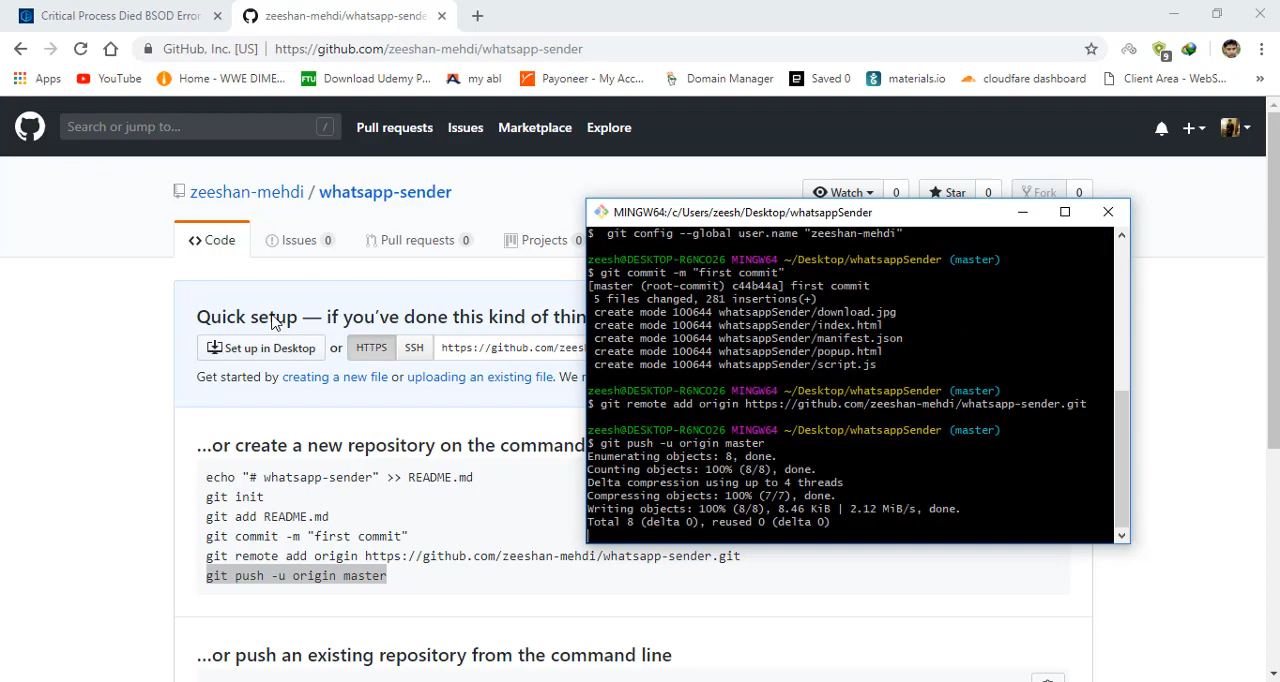 Critical Process Died BSOD Error
zeeshan-mehdi/whatsapp-sende
GitHub, Inc. [US] | https://github.com/zeeshan-mehdi/whatsapp-sender
9
Apps
YouTube
Home - WWE DIME...
FTU
Download Udemy P...
my abl
Payoneer - My Acc...
Domain Manager
Saved 0
materials.io
cloudfare dashboard
Client Area - WebS...
»
Search or jump to...
/
Pull requests
Issues
Marketplace
Explore
zeeshan-mehdi / whatsapp-sender
Watch
0
Star
0
Fork
0
Code
Issues 0
Pull requests 0
Projects 0
Quick setup — if you've done this kind of thin
Set up in Desktop
or
HTTPS
SSH
https://github.com/zees
Get started by creating a new file or uploading an existing file. We
…or create a new repository on the command
echo "# whatsapp-sender" >> README.md
git init
git add README.md
git commit -m "first commit"
git remote add origin https://github.com/zeeshan-mehdi/whatsapp-sender.git
git push -u origin master
…or push an existing repository from the command line
MINGW64:/c/Users/zeesh/Desktop/whatsappSender
$ git config --global user.name "zeeshan-mehdi"
zeesh@DESKTOP-R6NCO26 MINGW64 ~/Desktop/whatsappSender (master)
$ git commit -m "first commit"
[master (root-commit) c44b44a] first commit
5 files changed, 281 insertions(+)
create mode 100644 whatsappSender/download.jpg
create mode 100644 whatsappSender/index.html
create mode 100644 whatsappSender/manifest.json
create mode 100644 whatsappSender/popup.html
create mode 100644 whatsappSender/script.js
zeesh@DESKTOP-R6NCO26 MINGW64 ~/Desktop/whatsappSender (master)
$ git remote add origin https://github.com/zeeshan-mehdi/whatsapp-sender.git
zeesh@DESKTOP-R6NCO26 MINGW64 ~/Desktop/whatsappSender (master)
$ git push -u origin master
Enumerating objects: 8, done.
Counting objects: 100% (8/8), done.
Delta compression using up to 4 threads
Compressing objects: 100% (7/7), done.
Writing objects: 100% (8/8), 8.46 KiB | 2.12 MiB/s, done.
Total 8 (delta 0), reused 0 (delta 0)